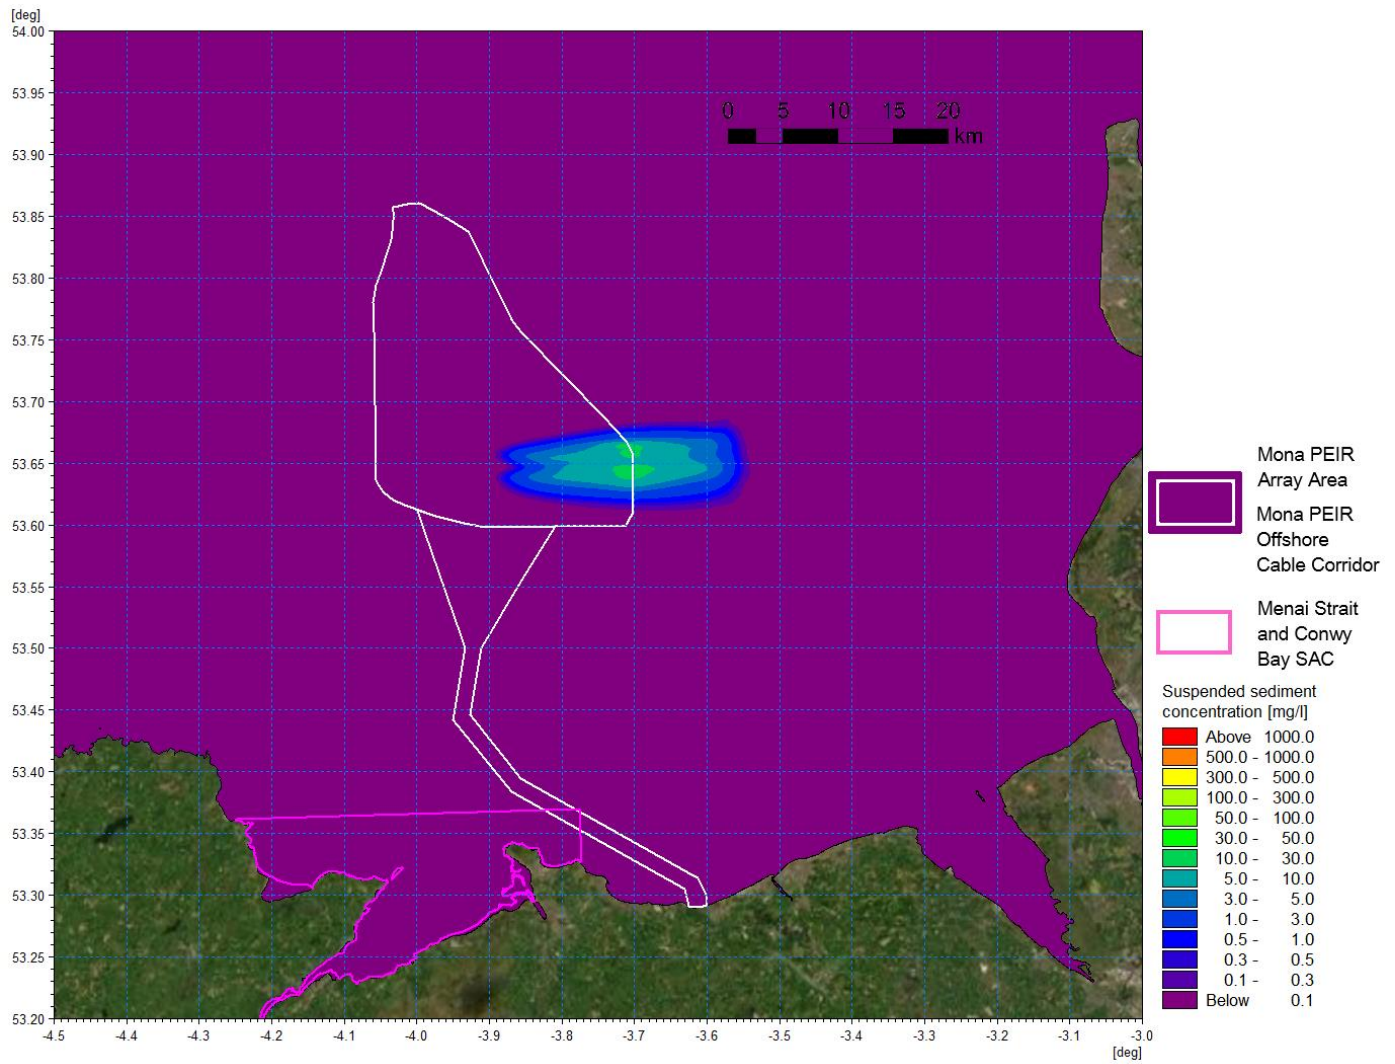 [deg]
54.00
53.95
53.90
53.85
53.80
53.75
53.70
53.65
53.60
53.55
53.50
53.45
53.40
53.35
53.30
53.25
53.20
0 5 10 15 20
km
-4.5 -4.4 -4.3 -4.2 -4.1 -4.0 -3.9 -3.8 -3.7 -3.6 -3.5 -3.4 -3.3 -3.2 -3.1 -3.0
[deg]
Mona PEIR
Array Area
Mona PEIR
Offshore
Cable Corridor
Menai Strait
and Conwy
Bay SAC
Suspended sediment
concentration [mg/l]
Above 1000.0
500.0 - 1000.0
300.0 - 500.0
100.0 - 300.0
50.0 - 100.0
30.0 - 50.0
10.0 - 30.0
5.0 - 10.0
3.0 - 5.0
1.0 - 3.0
0.5 - 1.0
0.3 - 0.5
0.1 - 0.3
Below 0.1